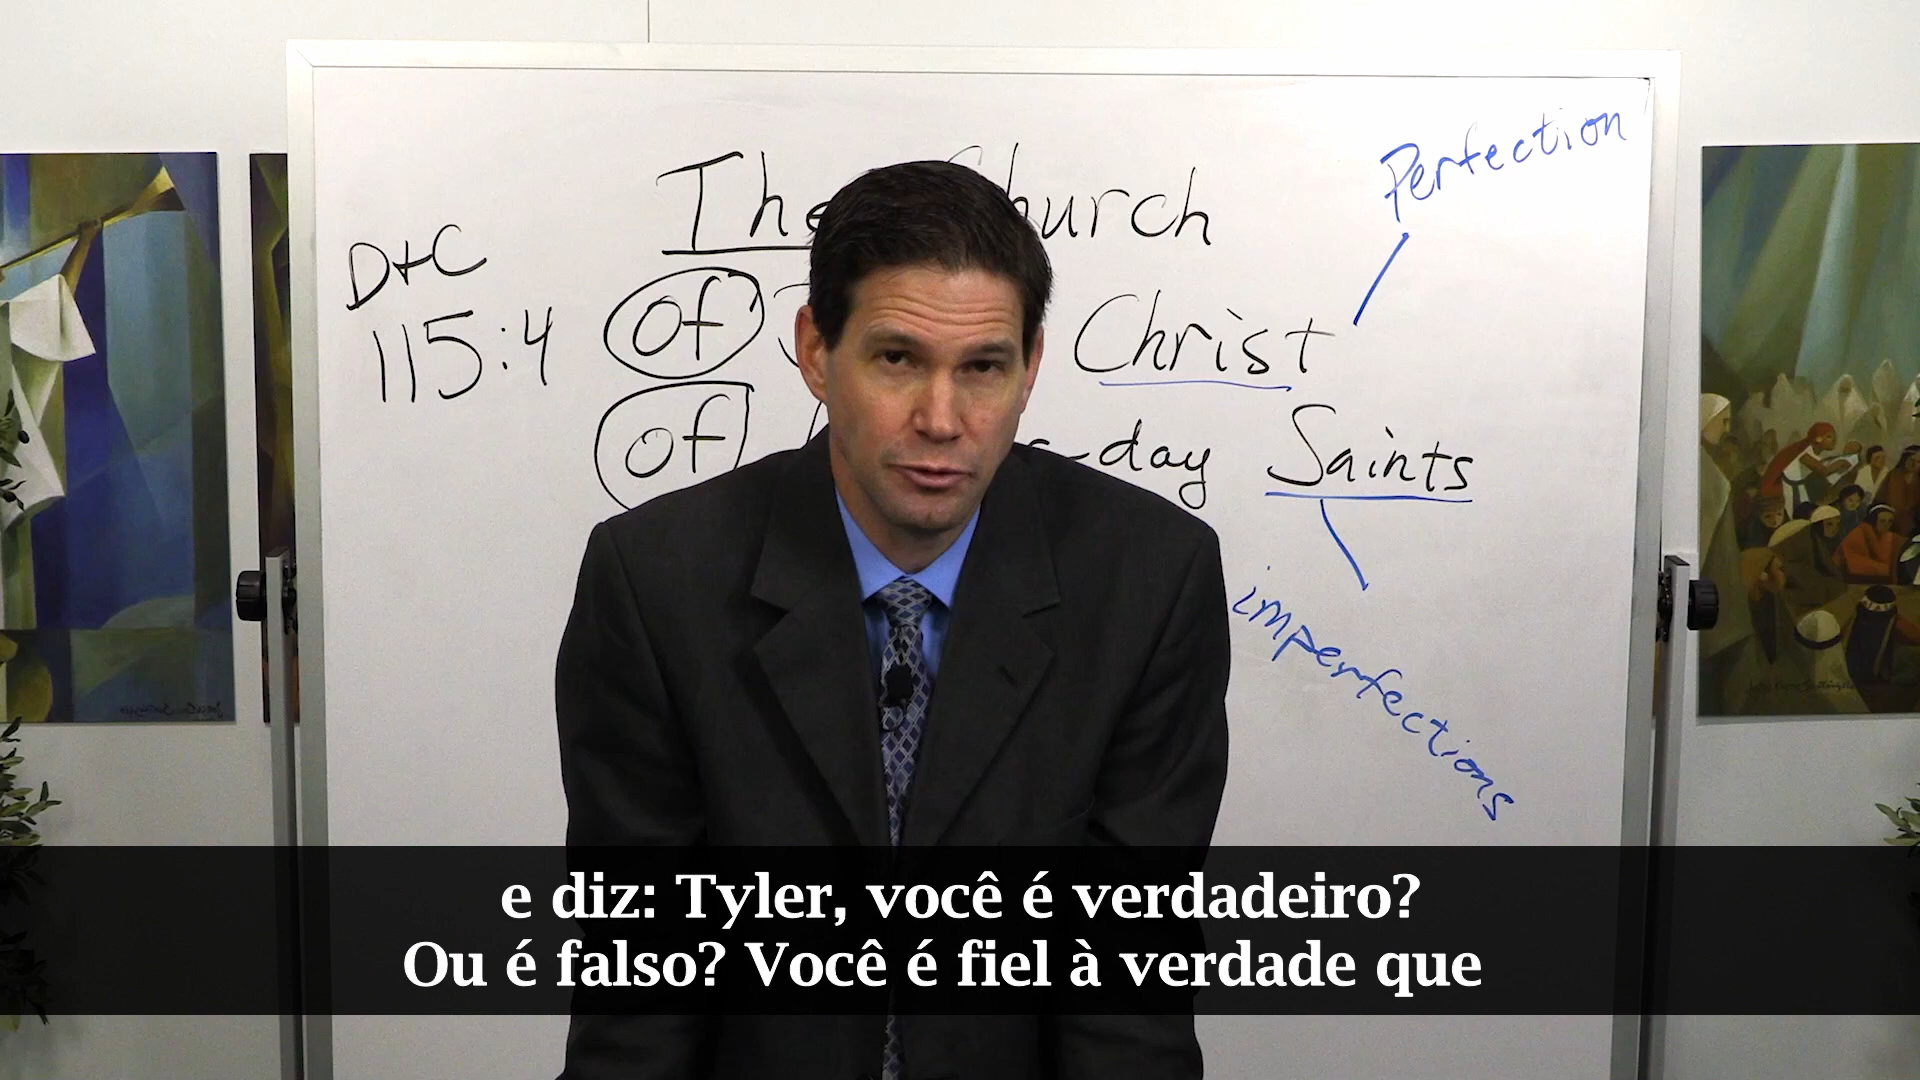 Perfection
The Church
D+C
115:4
of Christ
of -day Saints
imperfections
e diz: Tyler, você é verdadeiro?
Ou é falso? Você é fiel à verdade que